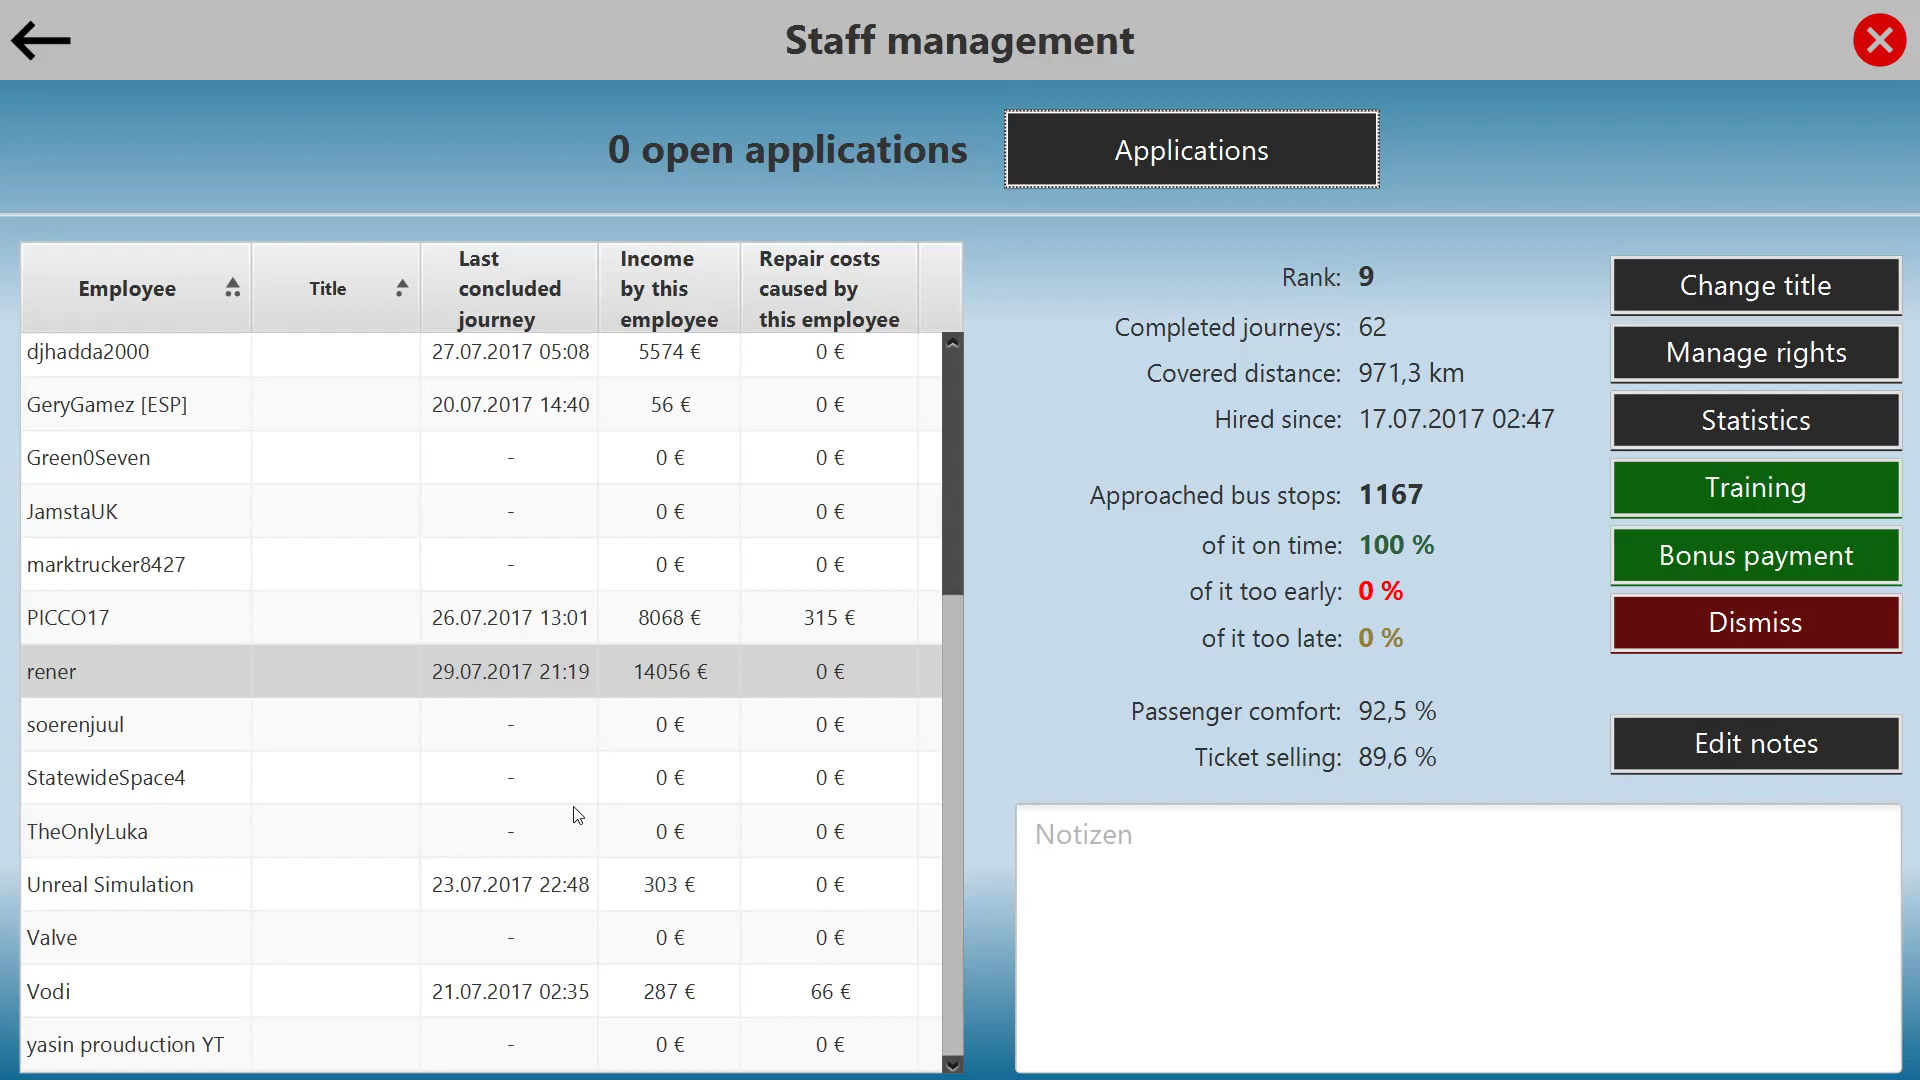 Staff management
0 open applications
Applications
Employee Title Last concluded journey Income by this employee Repair costs caused by this employee
djhadda2000 27.07.2017 05:08 5574 € 0 €
GeryGamez [ESP] 20.07.2017 14:40 56 € 0 €
Green0Seven - 0 € 0 €
JamstaUK - 0 € 0 €
marktrucker8427 - 0 € 0 €
PICCO17 26.07.2017 13:01 8068 € 315 €
rener 29.07.2017 21:19 14056 € 0 €
soerenjuul - 0 € 0 €
StatewideSpace4 - 0 € 0 €
TheOnlyLuka - 0 € 0 €
Unreal Simulation 23.07.2017 22:48 303 € 0 €
Valve - 0 € 0 €
Vodi 21.07.2017 02:35 287 € 66 €
yasin prouduction YT - 0 € 0 €
Rank: 9
Completed journeys: 62
Covered distance: 971,3 km
Hired since: 17.07.2017 02:47
Approached bus stops: 1167
of it on time: 100 %
of it too early: 0 %
of it too late: 0 %
Passenger comfort: 92,5 %
Ticket selling: 89,6 %
Change title
Manage rights
Statistics
Training
Bonus payment
Dismiss
Edit notes
Notizen